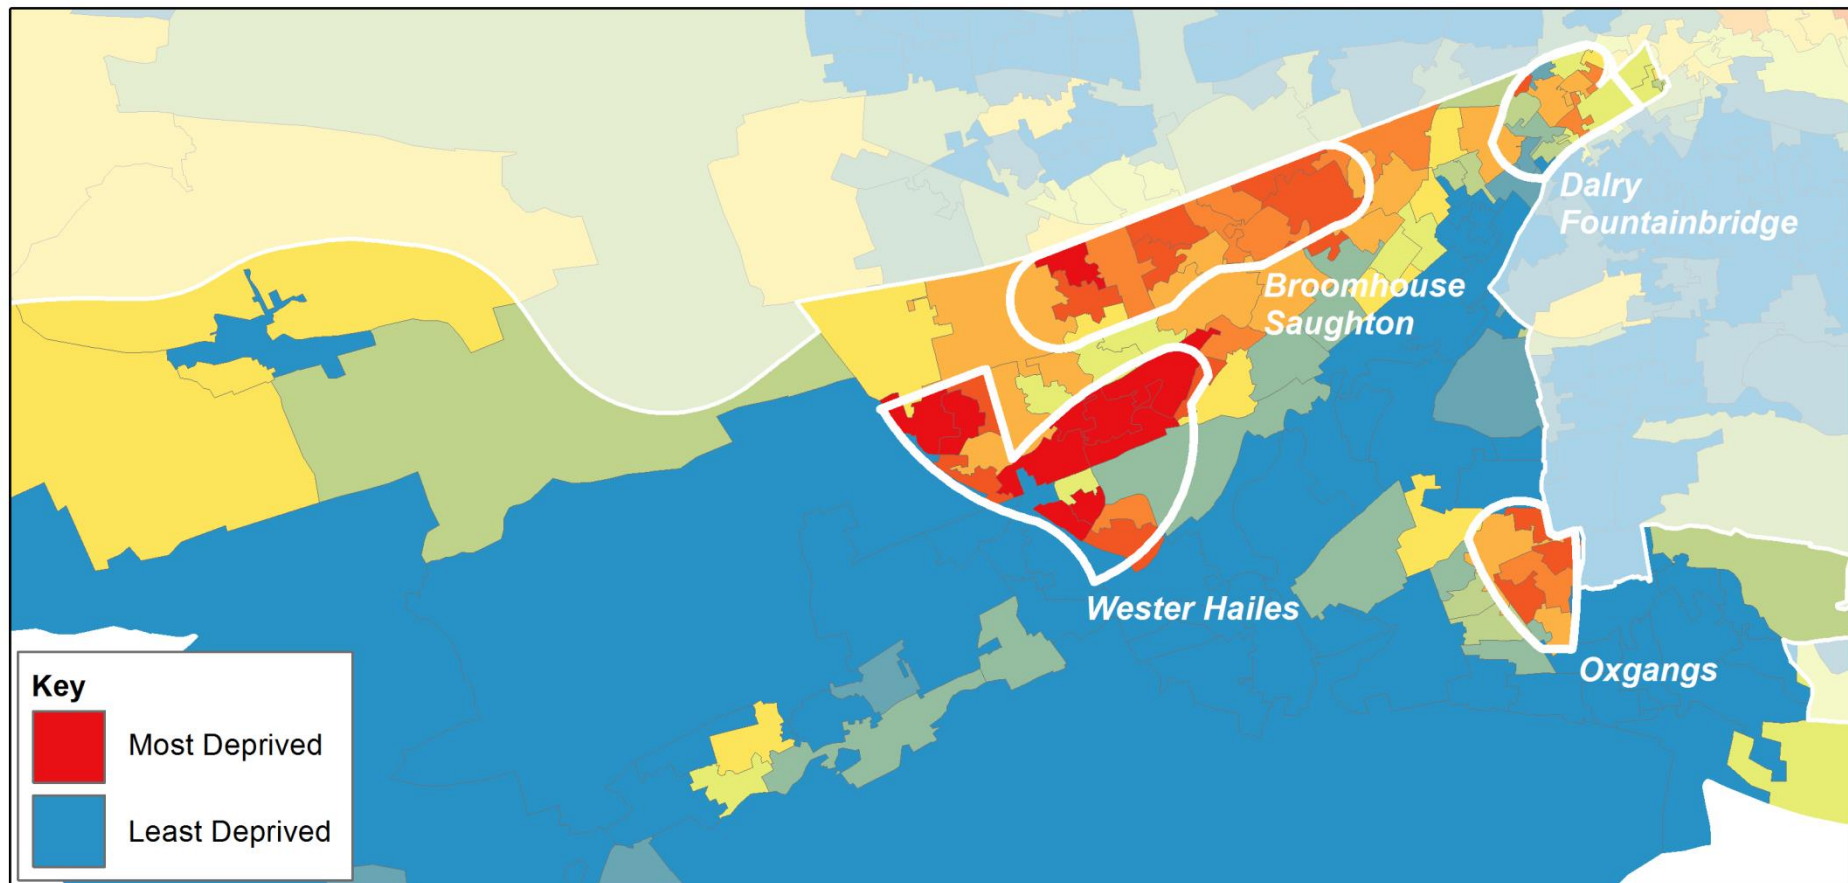 Dalry
Fountainbridge
Broomhouse
Saughton
Wester Hailes
Oxgangs
Key
Most Deprived
Least Deprived